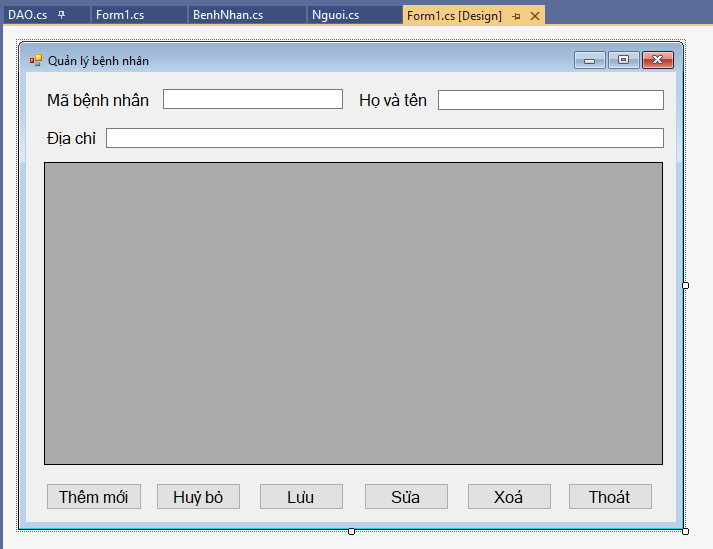 DAO.cs Form1.cs BenhNhan.cs Nguoi.cs Form1.cs [Design]
Quản lý bệnh nhân
Mã bệnh nhân Họ và tên
Địa chỉ
Thêm mới Huỷ bỏ Lưu Sửa Xoá Thoát